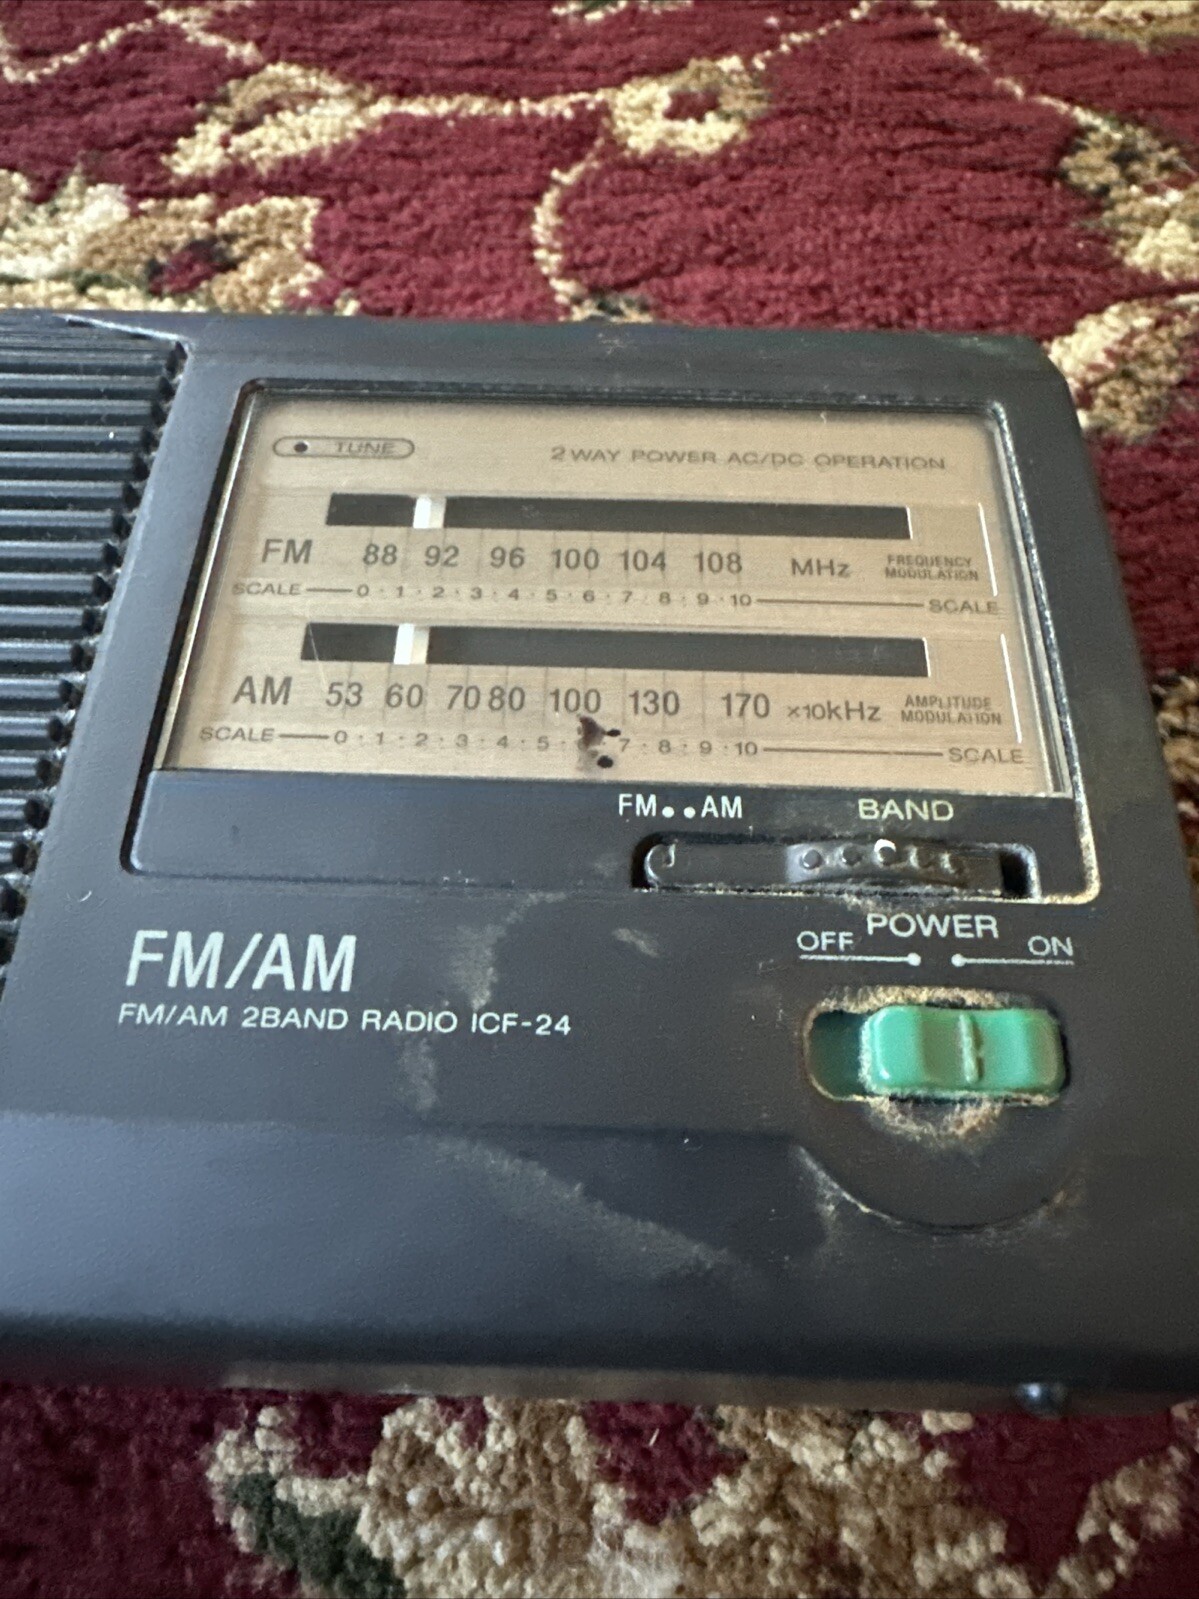 TUNE
2 WAY POWER AC/DC OPERATION
FM 88 92 96 100 104 108 MHz FREQUENCY MODULATION
SCALE 0 · 1 · 2 · 3 · 4 · 5 · 6 · 7 · 8 · 9 · 10 SCALE
AM 53 60 70 80 100 130 170 ×10kHz AMPLITUDE MODULATION
SCALE 0 · 1 · 2 · 3 · 4 · 5 · 7 · 8 · 9 · 10 SCALE
FM • • AM BAND
POWER
OFF ON
FM/AM
FM/AM 2BAND RADIO ICF-24